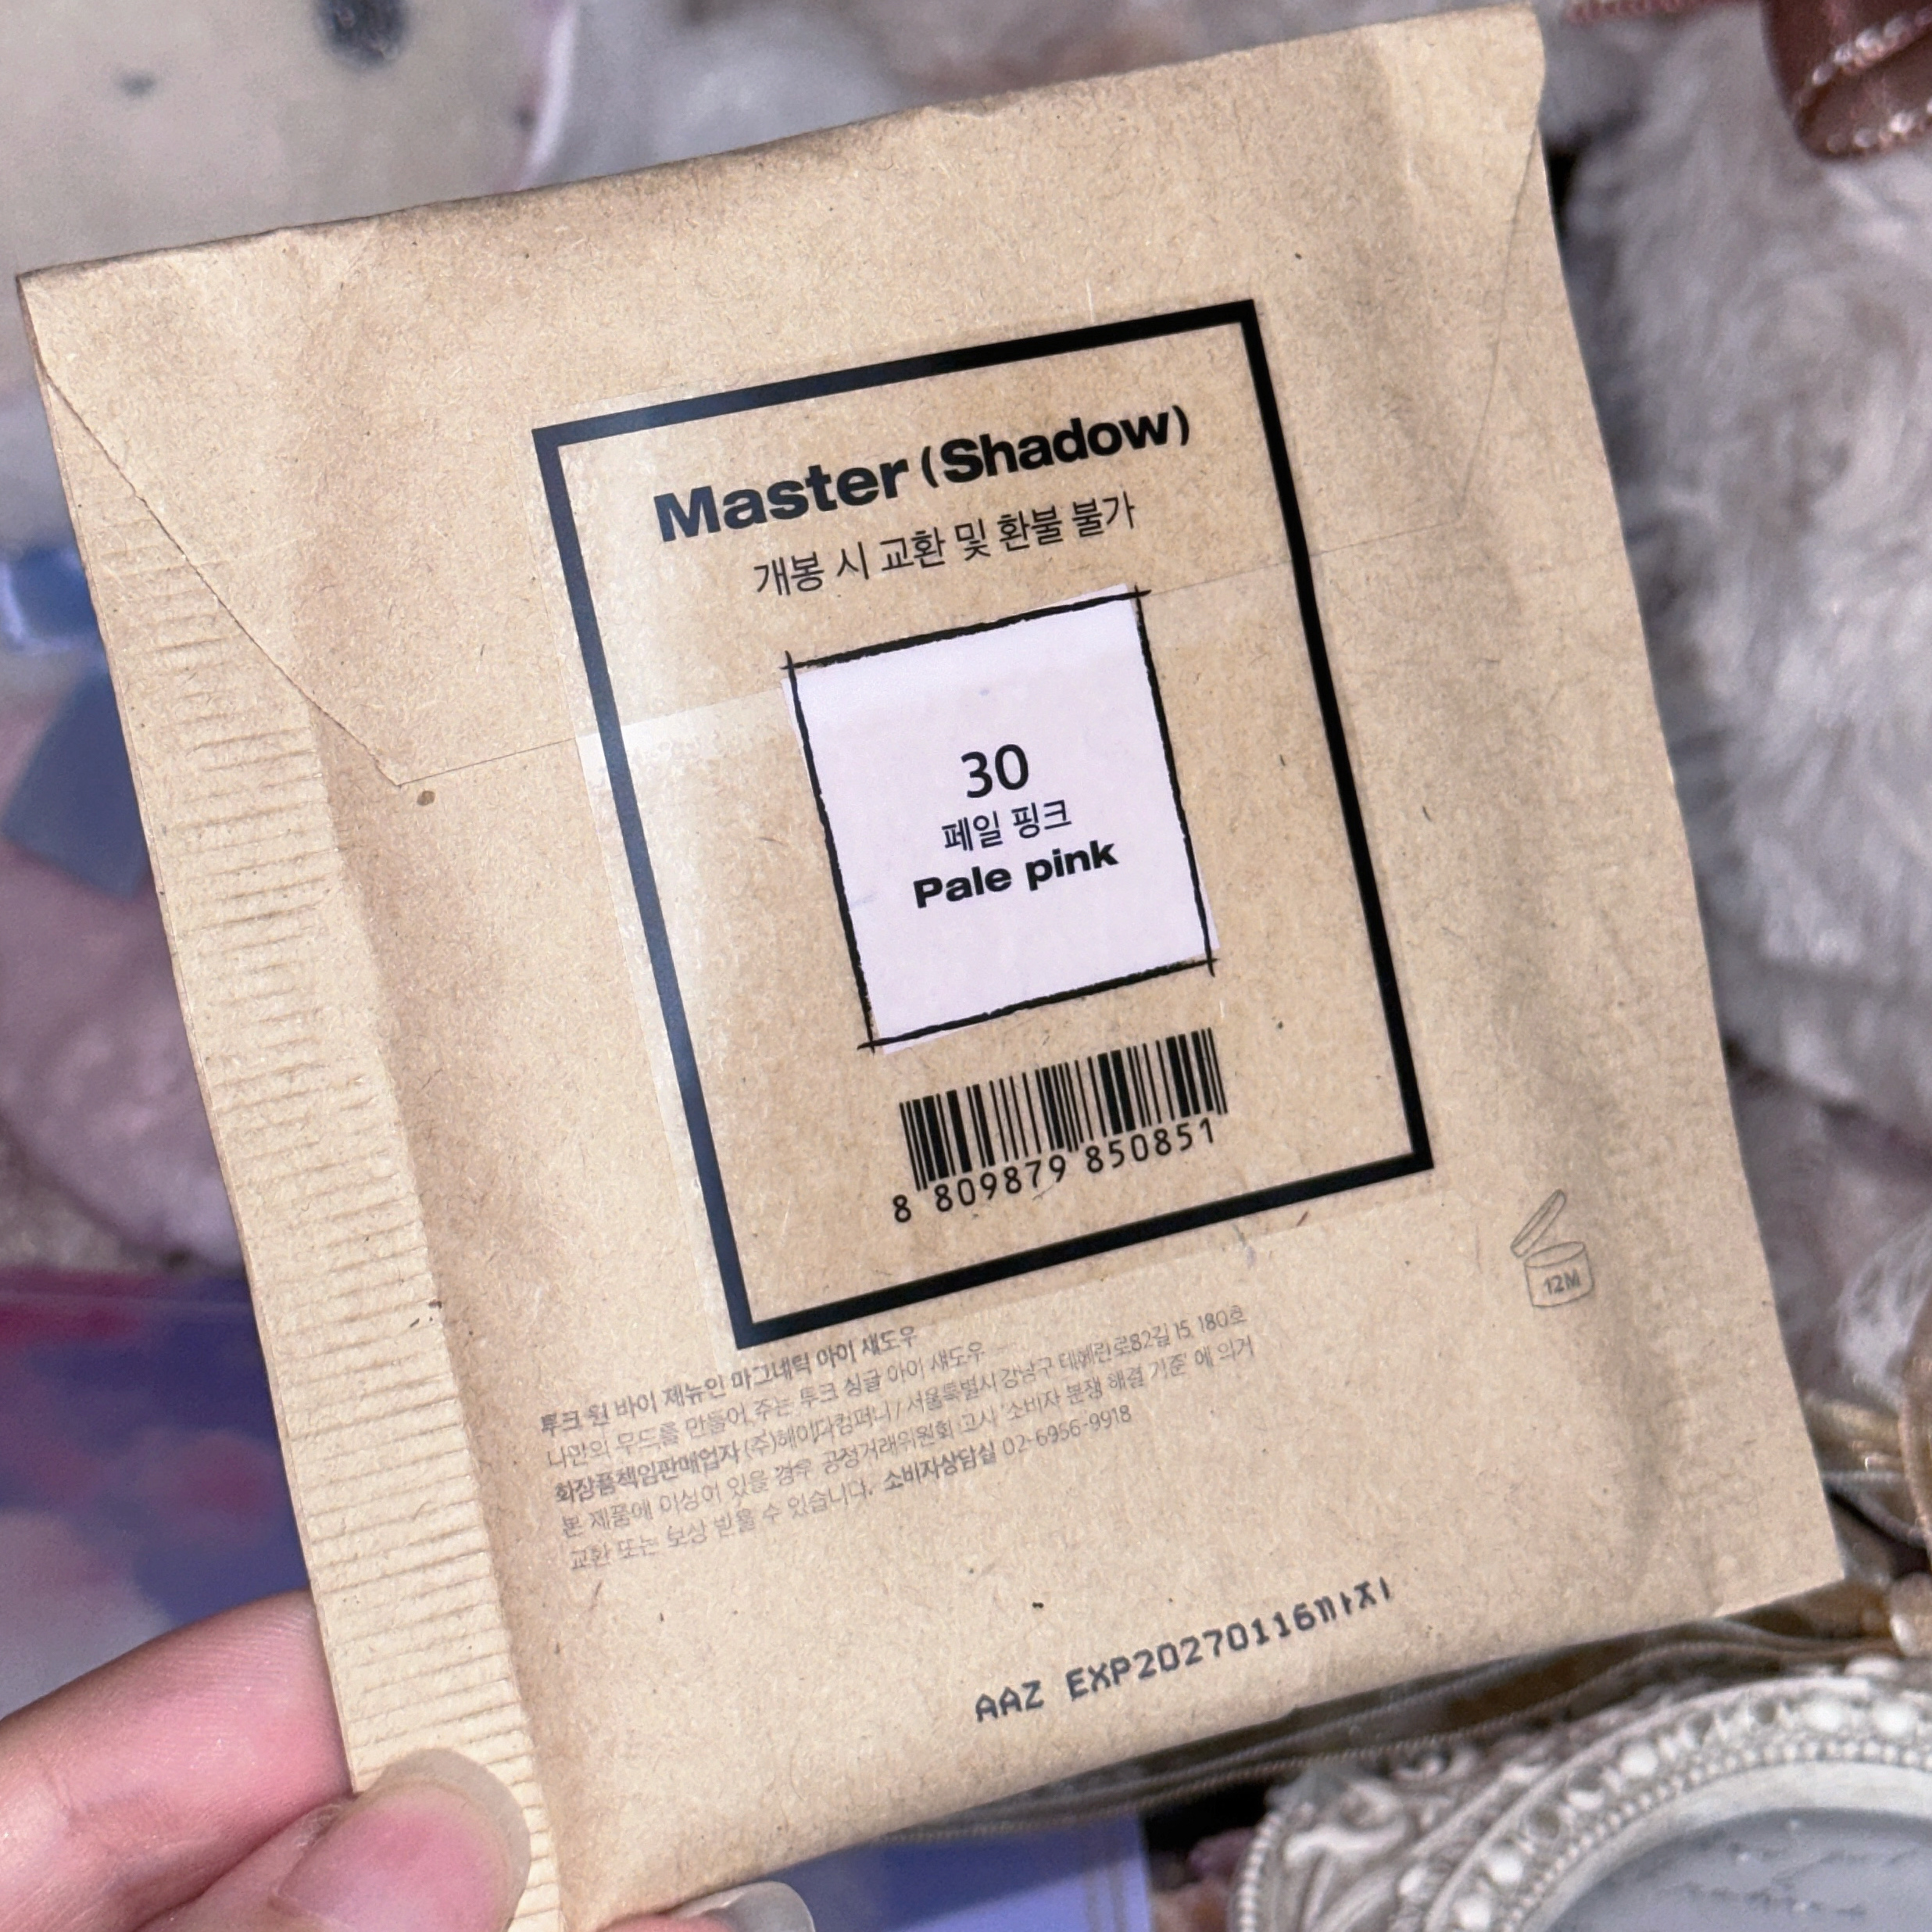 Master (Shadow)
개봉 시 교환 및 환불 불가
30
페일 핑크
Pale pink
8 809879 850851
12M
투크 원 바이 제뉴인 마그네틱 아이 섀도우
나만의 무드를 만들어 주는 투크 싱글 아이 섀도우
화장품책임판매업자 (주)헤이다컴퍼니 / 서울특별시 강남구 테헤란로82길 15 180호
본 제품에 이상이 있을 경우 공정거래위원회 고시 '소비자 분쟁 해결 기준' 에 의거
교환 또는 보상 받을 수 있습니다. 소비자상담실 02-6956-9918
AAZ EXP20270116까지